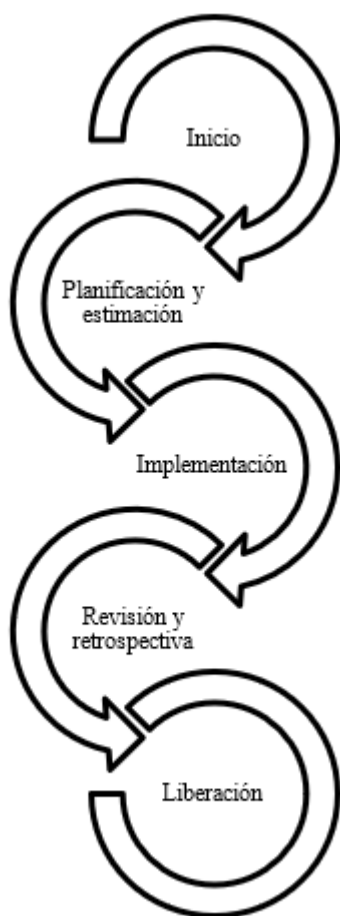 Inicio
Planificación y
estimación
Implementación
Revisión y
retrospectiva
Liberación